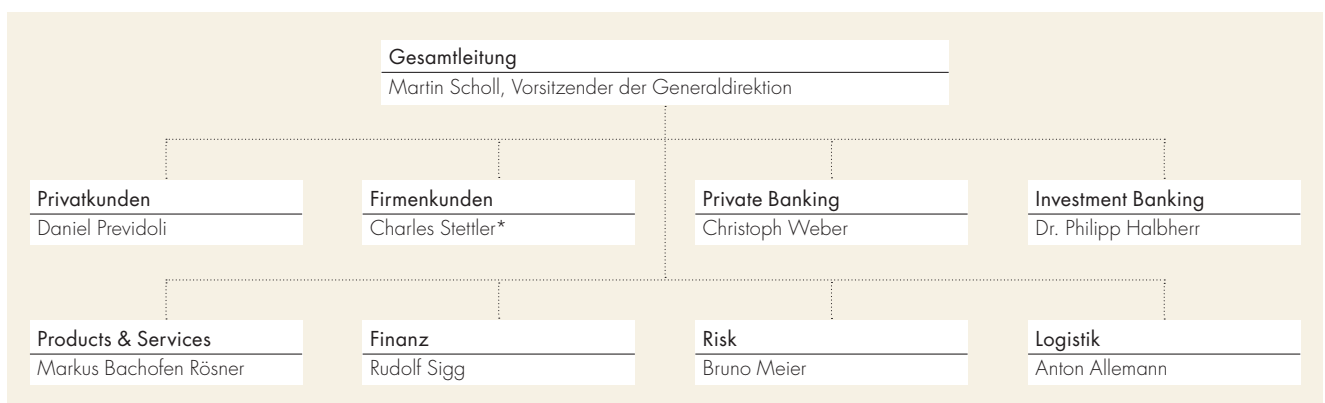 Gesamtleitung
Martin Scholl, Vorsitzender der Generaldirektion
Privatkunden
Daniel Previdoli
Firmenkunden
Charles Stettler*
Private Banking
Christoph Weber
Investment Banking
Dr. Philipp Halbherr
Products & Services
Markus Bachofen Rösner
Finanz
Rudolf Sigg
Risk
Bruno Meier
Logistik
Anton Allemann